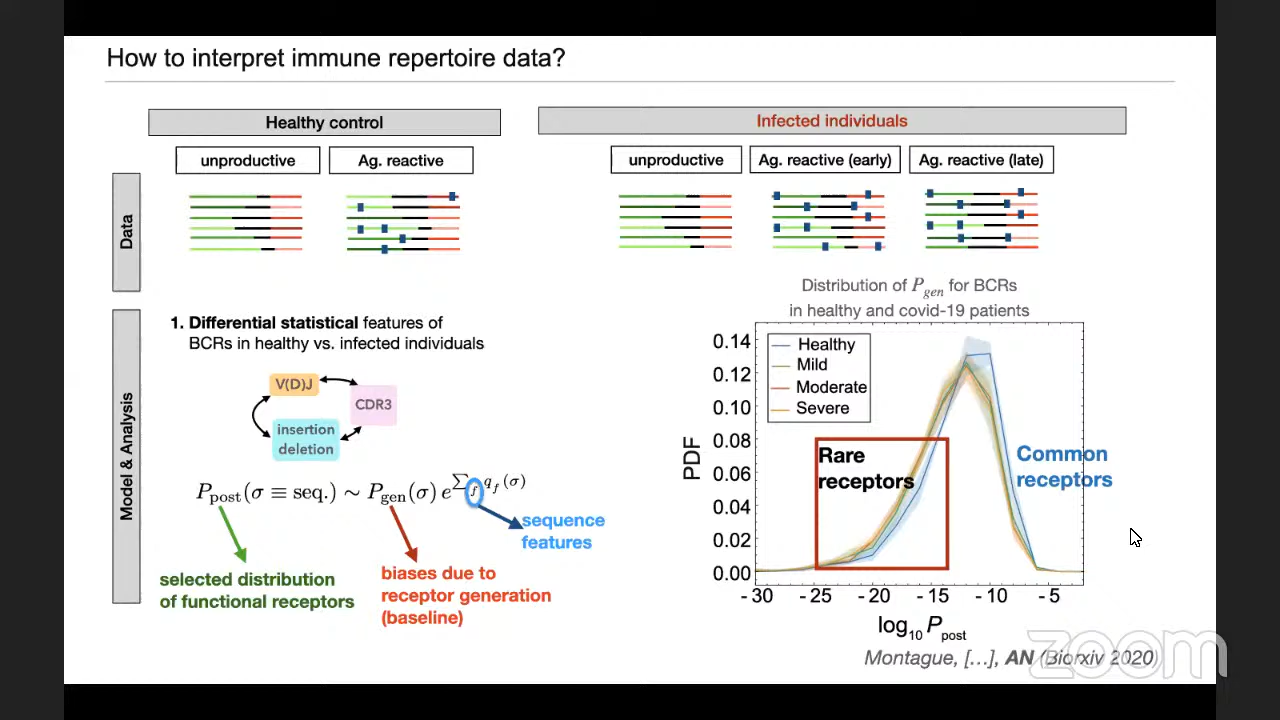 How to interpret immune repertoire data?
Healthy control
Infected individuals
unproductive
Ag. reactive
unproductive
Ag. reactive (early)
Ag. reactive (late)
Data
Model & Analysis
1. Differential statistical features of
BCRs in healthy vs. infected individuals
V(D)J
CDR3
insertion
deletion
P_post(σ ≡ seq.) ~ P_gen(σ) e^{∑_f q_f(σ)}
sequence
features
selected distribution
of functional receptors
biases due to
receptor generation
(baseline)
Distribution of P_gen for BCRs
in healthy and covid-19 patients
Healthy
Mild
Moderate
Severe
PDF
0.14
0.12
0.10
0.08
0.06
0.04
0.02
0.00
Rare
receptors
Common
receptors
-30 -25 -20 -15 -10 -5
log₁₀ P_post
Montague, [...], AN (Biorxiv 2020)
zoom